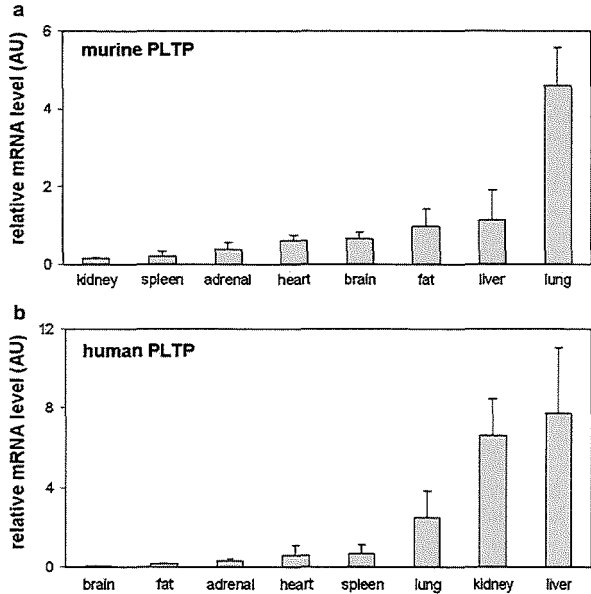 a
relative mRNA level (AU)
murine PLTP
6
4
2
0
kidney spleen adrenal heart brain fat liver lung
b
relative mRNA level (AU)
human PLTP
12
8
4
0
brain fat adrenal heart spleen lung kidney liver